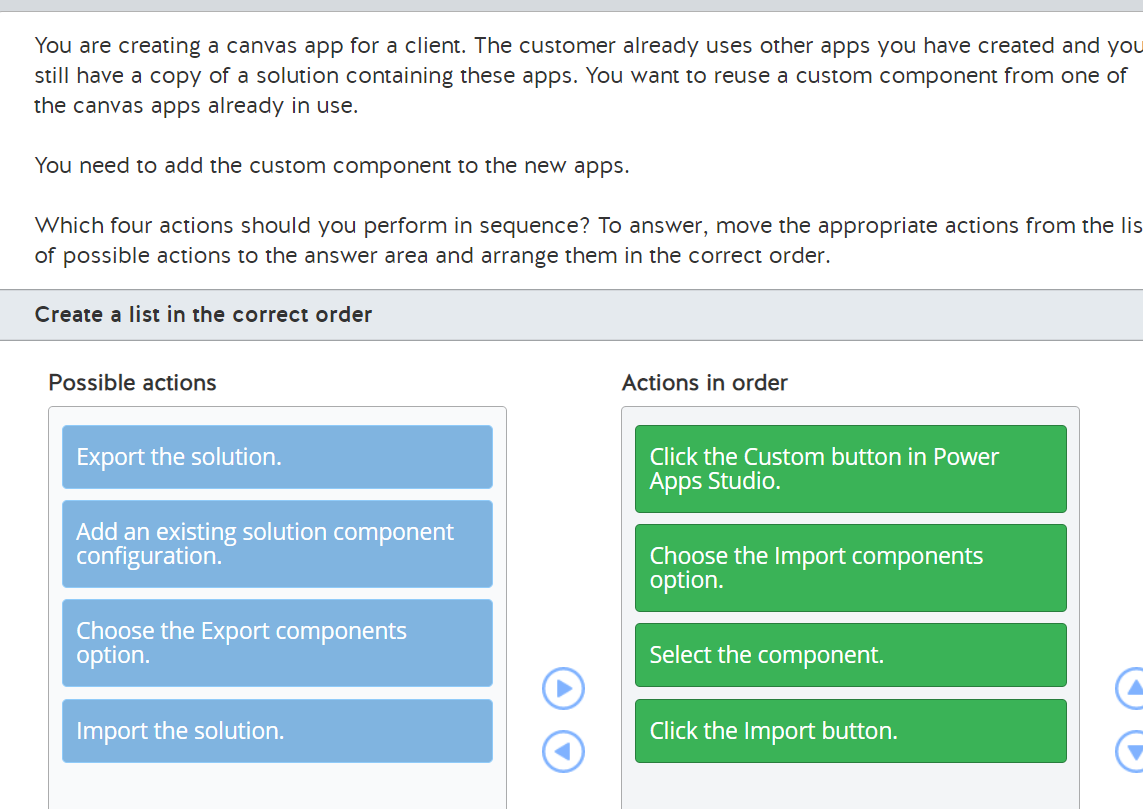 You are creating a canvas app for a client. The customer already uses other apps you have created and you
still have a copy of a solution containing these apps. You want to reuse a custom component from one of
the canvas apps already in use.
You need to add the custom component to the new apps.
Which four actions should you perform in sequence? To answer, move the appropriate actions from the lis
of possible actions to the answer area and arrange them in the correct order.
Create a list in the correct order
Possible actions
Export the solution.
Add an existing solution component
configuration.
Choose the Export components
option.
Import the solution.
Actions in order
Click the Custom button in Power
Apps Studio.
Choose the Import components
option.
Select the component.
Click the Import button.